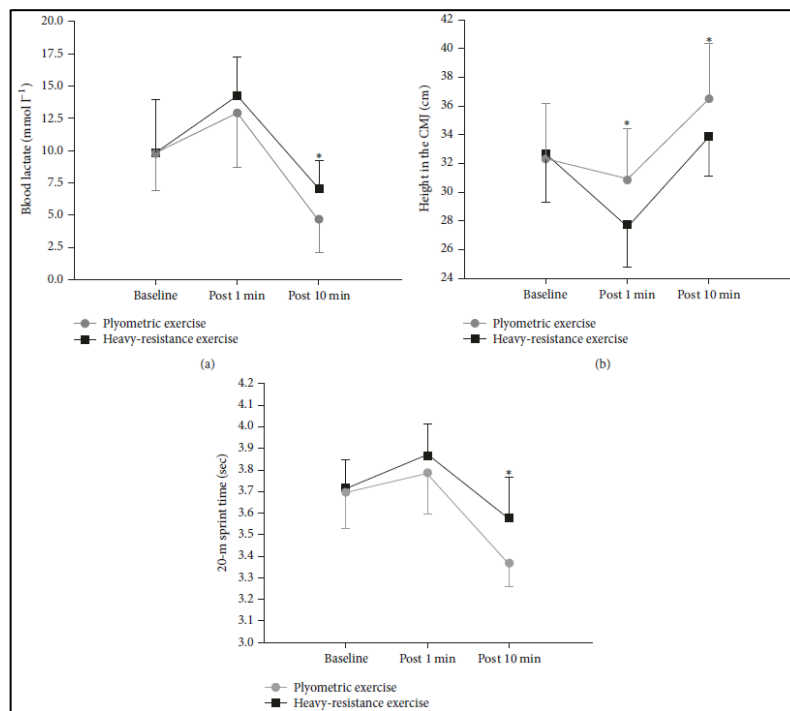 Blood lactate (mmol l⁻¹)
20.0
17.5
15.0
12.5
10.0
7.5
5.0
2.5
0.0
*
Baseline Post 1 min Post 10 min
Plyometric exercise
Heavy-resistance exercise
(a)
Height in the CMJ (cm)
42
40
38
36
34
32
30
28
26
24
*
*
Baseline Post 1 min Post 10 min
Plyometric exercise
Heavy-resistance exercise
(b)
20-m sprint time (sec)
4.2
4.1
4.0
3.9
3.8
3.7
3.6
3.5
3.4
3.3
3.2
3.1
3.0
*
Baseline Post 1 min Post 10 min
Plyometric exercise
Heavy-resistance exercise